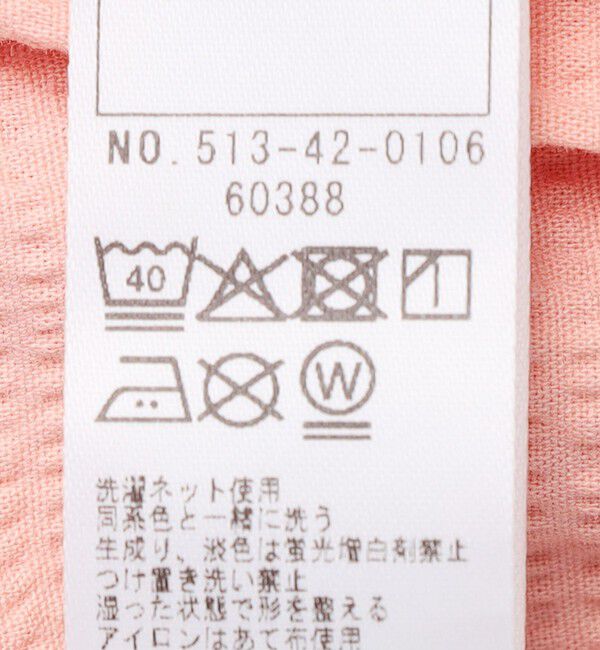 NO. 513-42-0106
60388
40
W
洗濯ネット使用
同系色と一緒に洗う
生成り、淡色は蛍光増白剤禁止
つけ置き洗い禁止
湿った状態で形を整える
アイロンはあて布使用